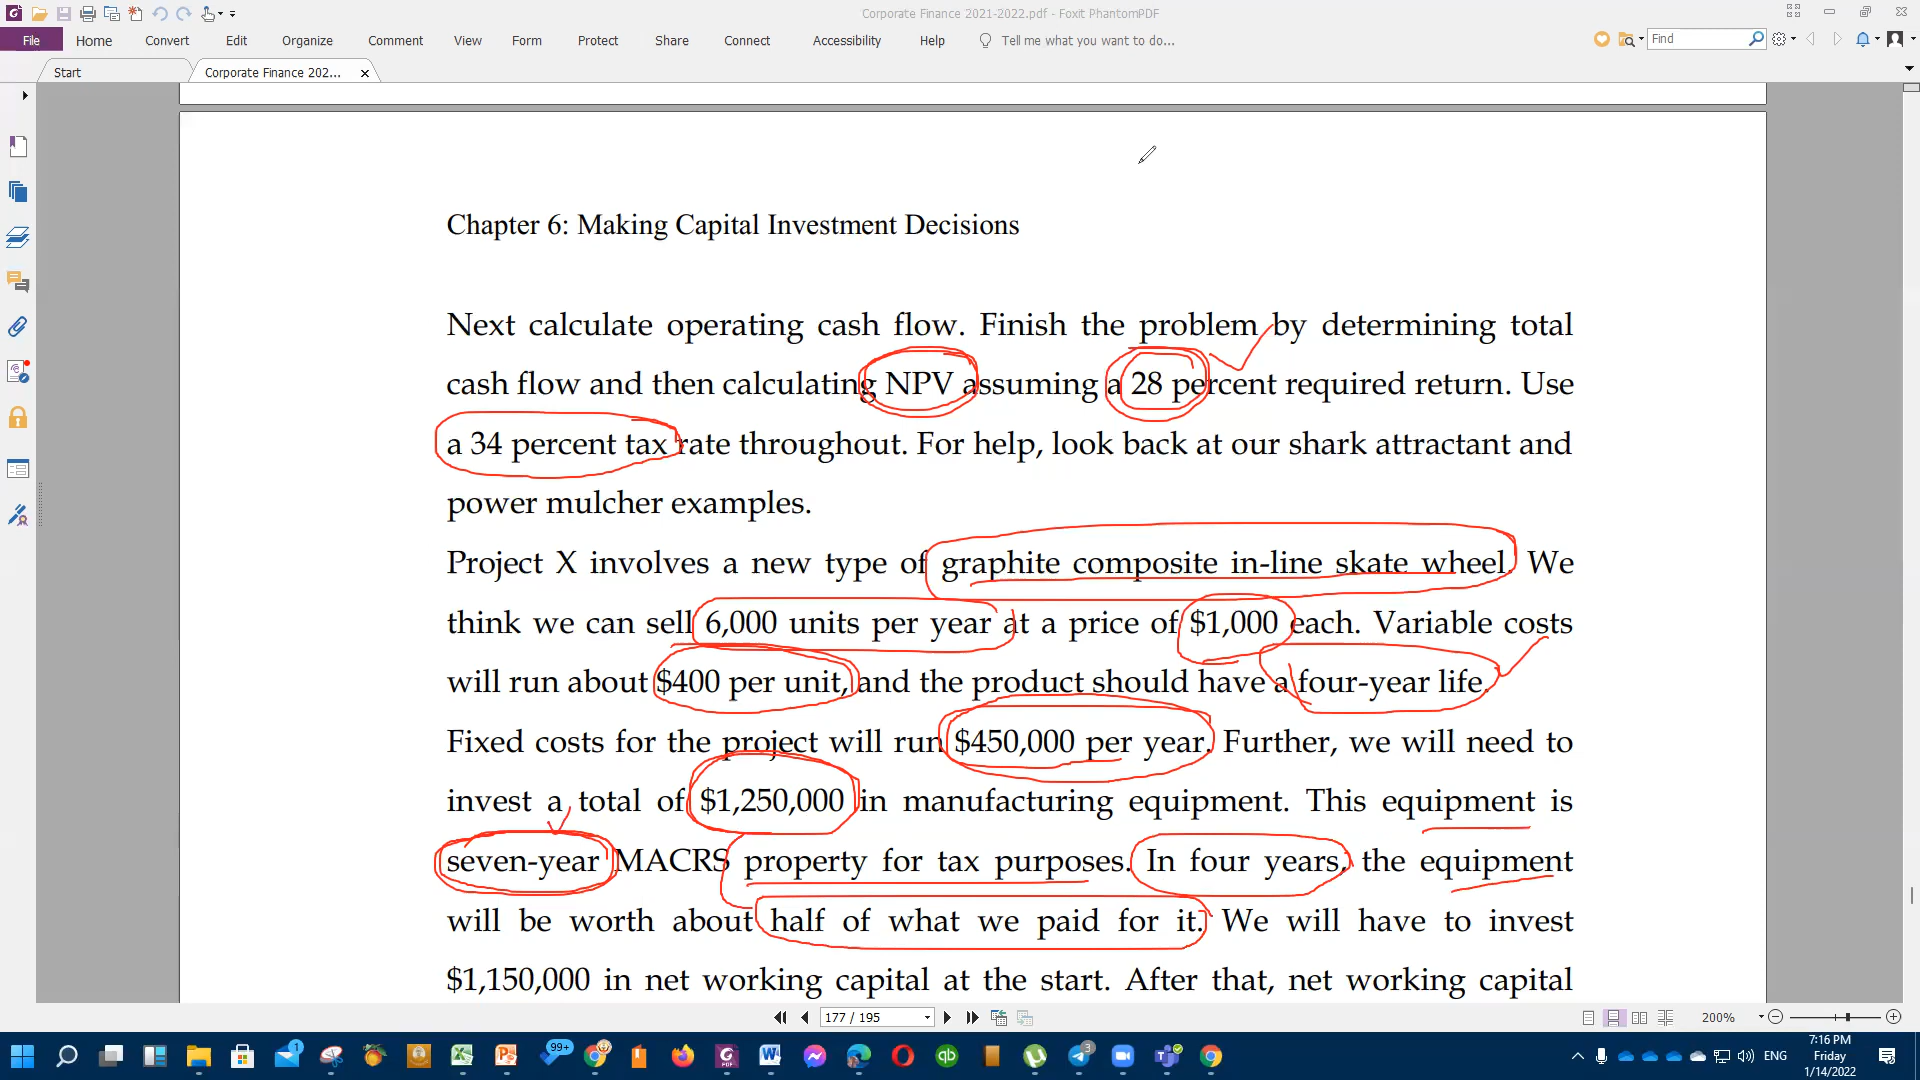 Corporate Finance 2021-2022.pdf - Foxit PhantomPDF
File Home Convert Edit Organize Comment View Form Protect Share Connect Accessibility Help Tell me what you want to do... Find
Start Corporate Finance 202...
Chapter 6: Making Capital Investment Decisions
Next calculate operating cash flow. Finish the problem by determining total
cash flow and then calculating NPV assuming a 28 percent required return. Use
a 34 percent tax rate throughout. For help, look back at our shark attractant and
power mulcher examples.
Project X involves a new type of graphite composite in-line skate wheel. We
think we can sell 6,000 units per year at a price of $1,000 each. Variable costs
will run about $400 per unit, and the product should have a four-year life.
Fixed costs for the project will run $450,000 per year. Further, we will need to
invest a total of $1,250,000 in manufacturing equipment. This equipment is
seven-year MACRS property for tax purposes. In four years, the equipment
will be worth about half of what we paid for it. We will have to invest
$1,150,000 in net working capital at the start. After that, net working capital
177 / 195 200%
1 99+ 3 ENG
7:16 PM
Friday
1/14/2022